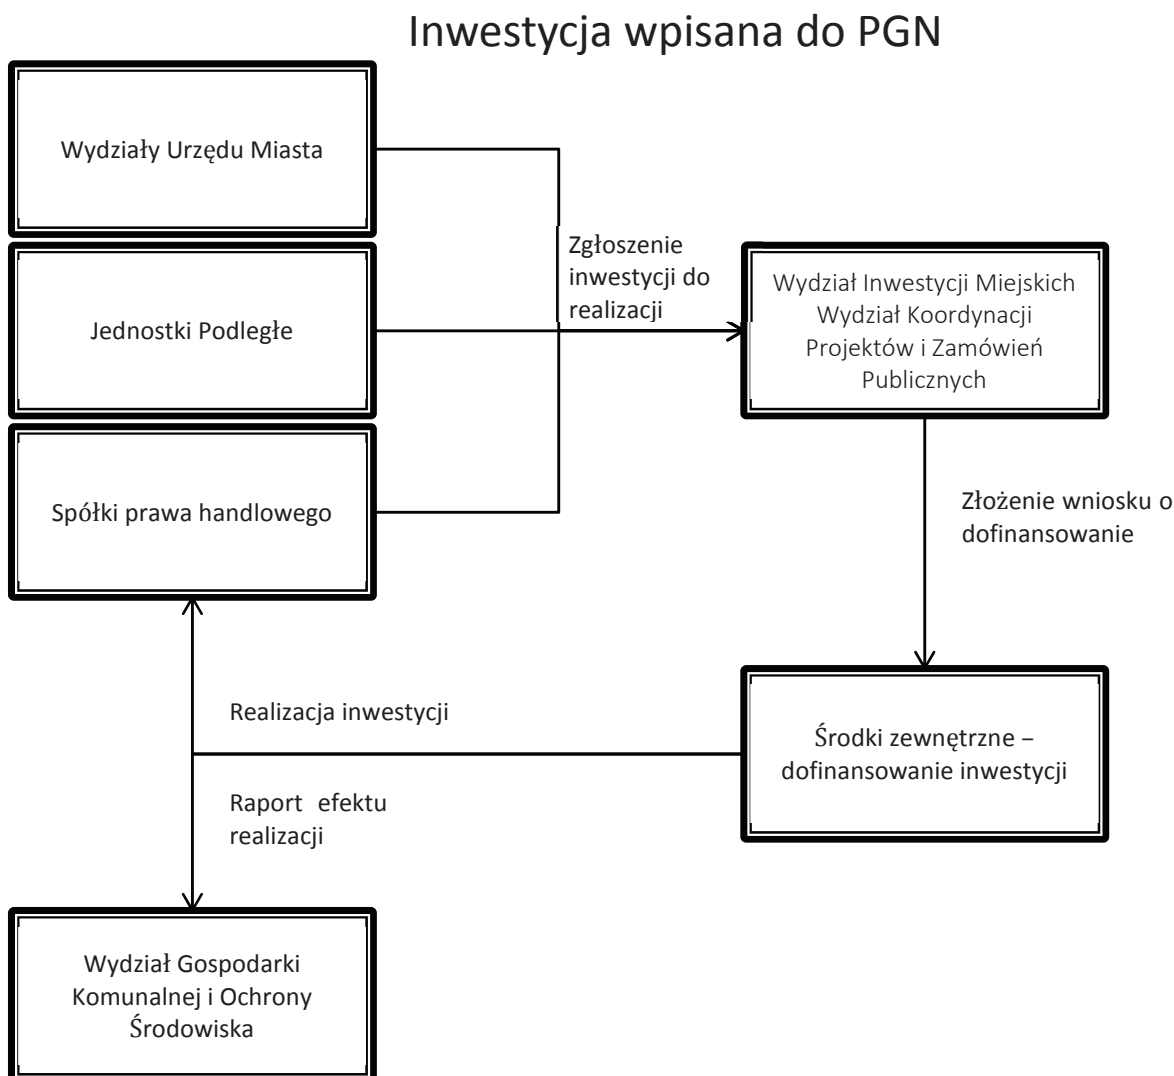 Inwestycja wpisana do PGN
Wydziały Urzędu Miasta
Jednostki Podległe
Spółki prawa handlowego
Zgłoszenie
inwestycji do
realizacji
Wydział Inwestycji Miejskich
Wydział Koordynacji
Projektów i Zamówień
Publicznych
Złożenie wniosku o
dofinansowanie
Środki zewnętrzne –
dofinansowanie inwestycji
Realizacja inwestycji
Raport efektu
realizacji
Wydział Gospodarki
Komunalnej i Ochrony
Środowiska